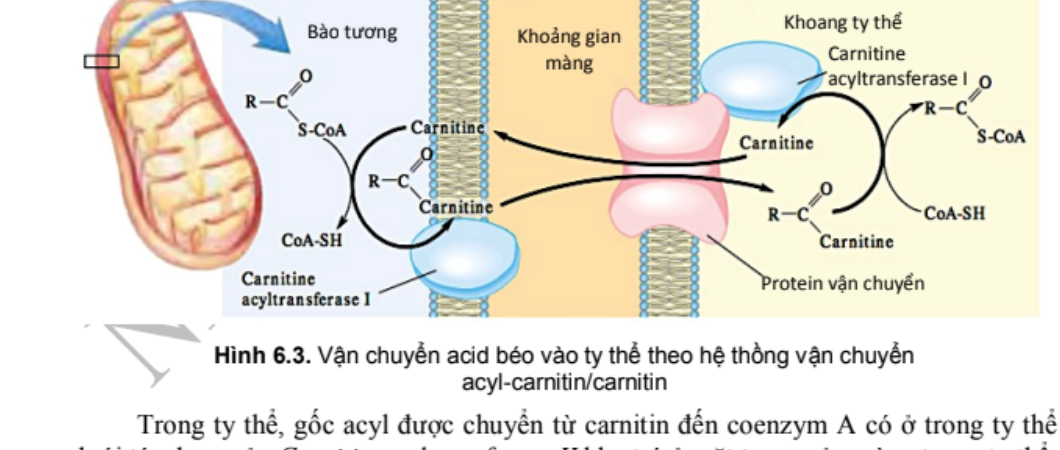 Bào tương
Khoảng gian
màng
Khoang ty thể
Carnitine
acyltransferase I
O
R–C
S-CoA
Carnitine
O
R–C
Carnitine
CoA-SH
Carnitine
acyltransferase I
Carnitine
O
R–C
S-CoA
O
R–C
Carnitine
CoA-SH
Protein vận chuyển
Hình 6.3. Vận chuyển acid béo vào ty thể theo hệ thống vận chuyển
acyl-carnitin/carnitin
Trong ty thể, gốc acyl được chuyển từ carnitin đến coenzym A có ở trong ty thể